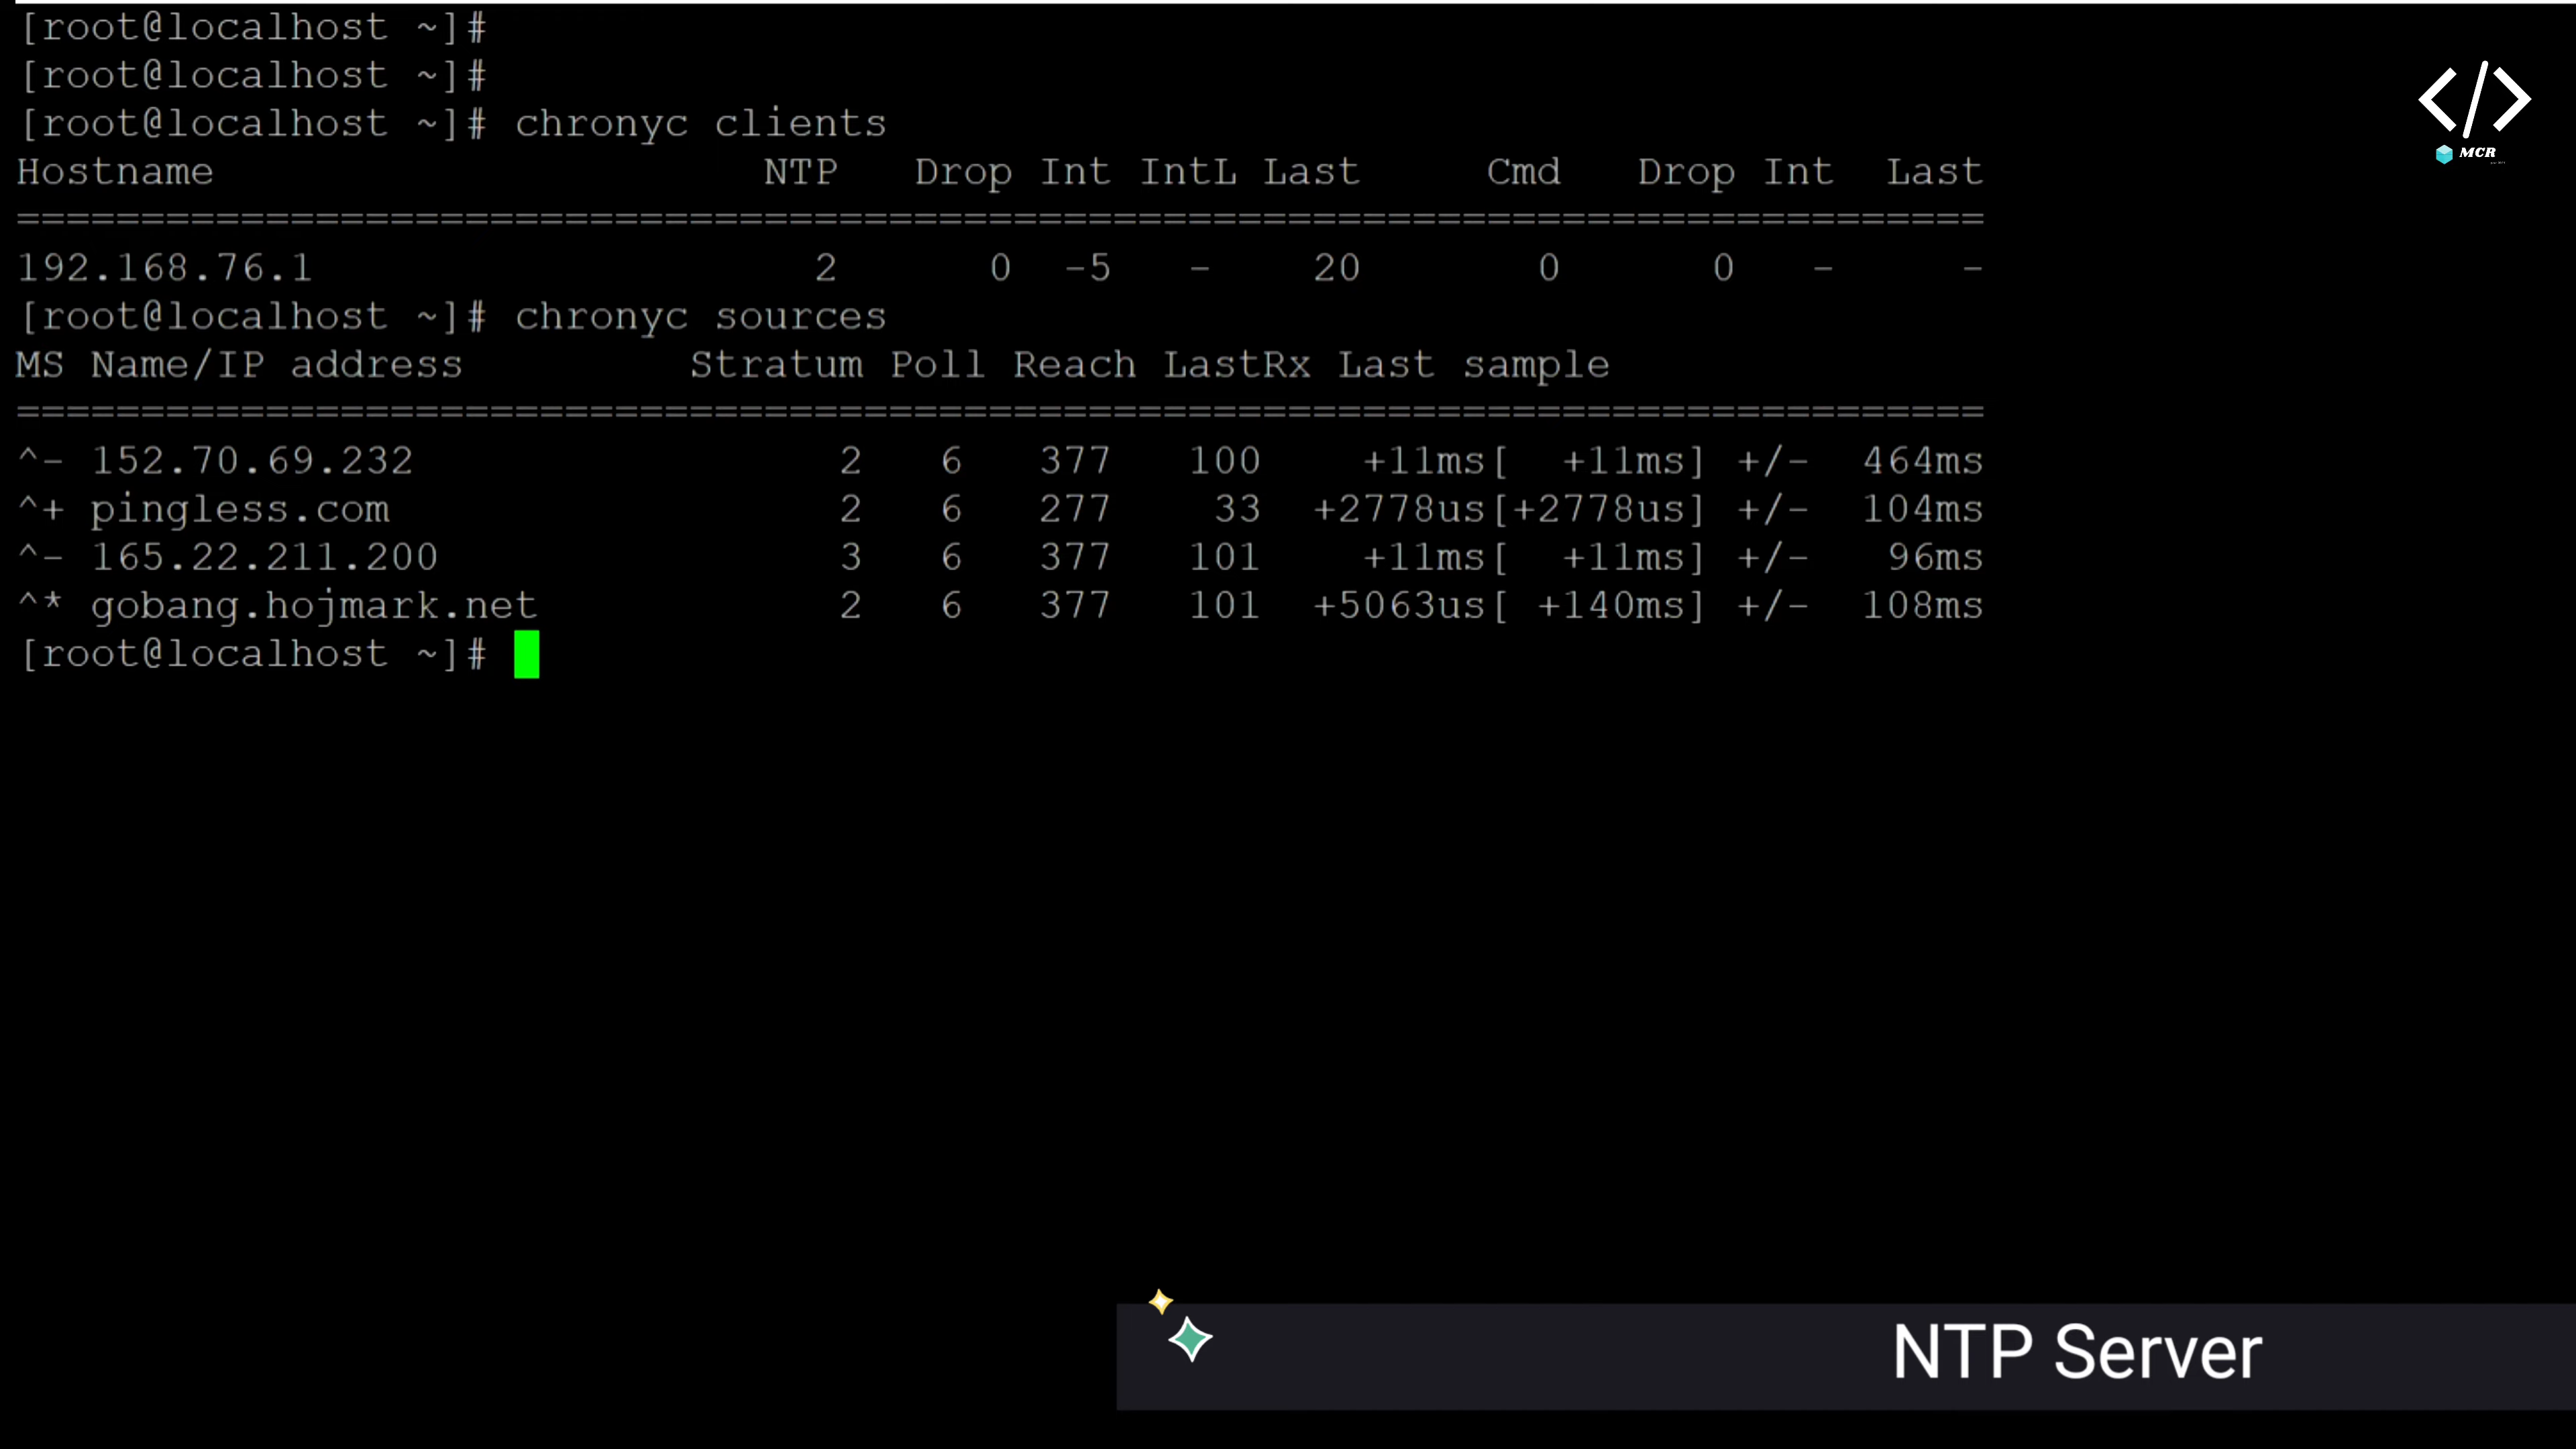 [root@localhost ~]#
[root@localhost ~]#
[root@localhost ~]# chronyc clients
Hostname                      NTP   Drop Int IntL Last     Cmd   Drop Int  Last
===============================================================================
192.168.76.1                    2      0  -5   -    20       0      0   -     -
[root@localhost ~]# chronyc sources
MS Name/IP address         Stratum Poll Reach LastRx Last sample
===============================================================================
^- 152.70.69.232                 2   6   377   100    +11ms[  +11ms] +/-  464ms
^+ pingless.com                  2   6   277    33  +2778us[+2778us] +/-  104ms
^- 165.22.211.200                3   6   377   101    +11ms[  +11ms] +/-   96ms
^* gobang.hojmark.net            2   6   377   101  +5063us[ +140ms] +/-  108ms
[root@localhost ~]#
</>
MCR
NTP Server